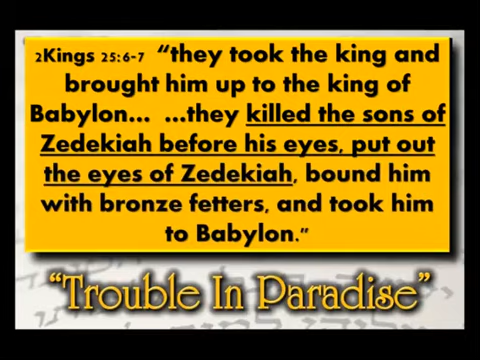 2Kings 25:6-7 “they took the king and
brought him up to the king of
Babylon... ...they killed the sons of
Zedekiah before his eyes, put out
the eyes of Zedekiah, bound him
with bronze fetters, and took him
to Babylon.”
“Trouble In Paradise”